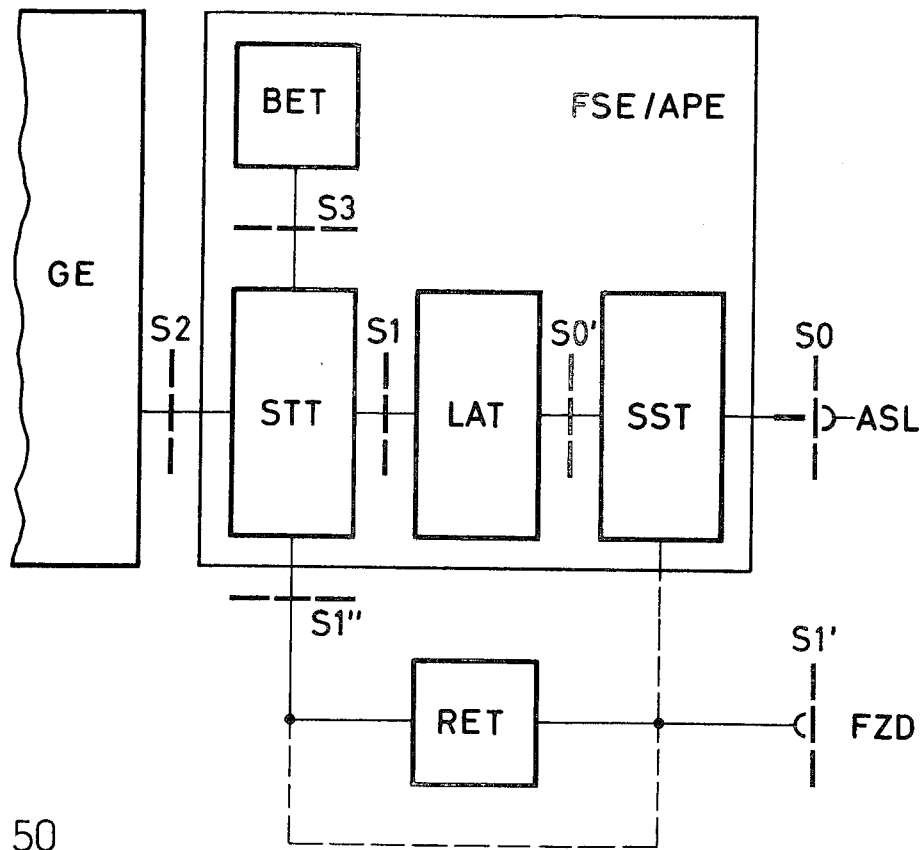 BET
FSE/APE
S3
GE
S2
S1
S0'
S0
STT
LAT
SST
ASL
S1"
S1'
RET
FZD
50